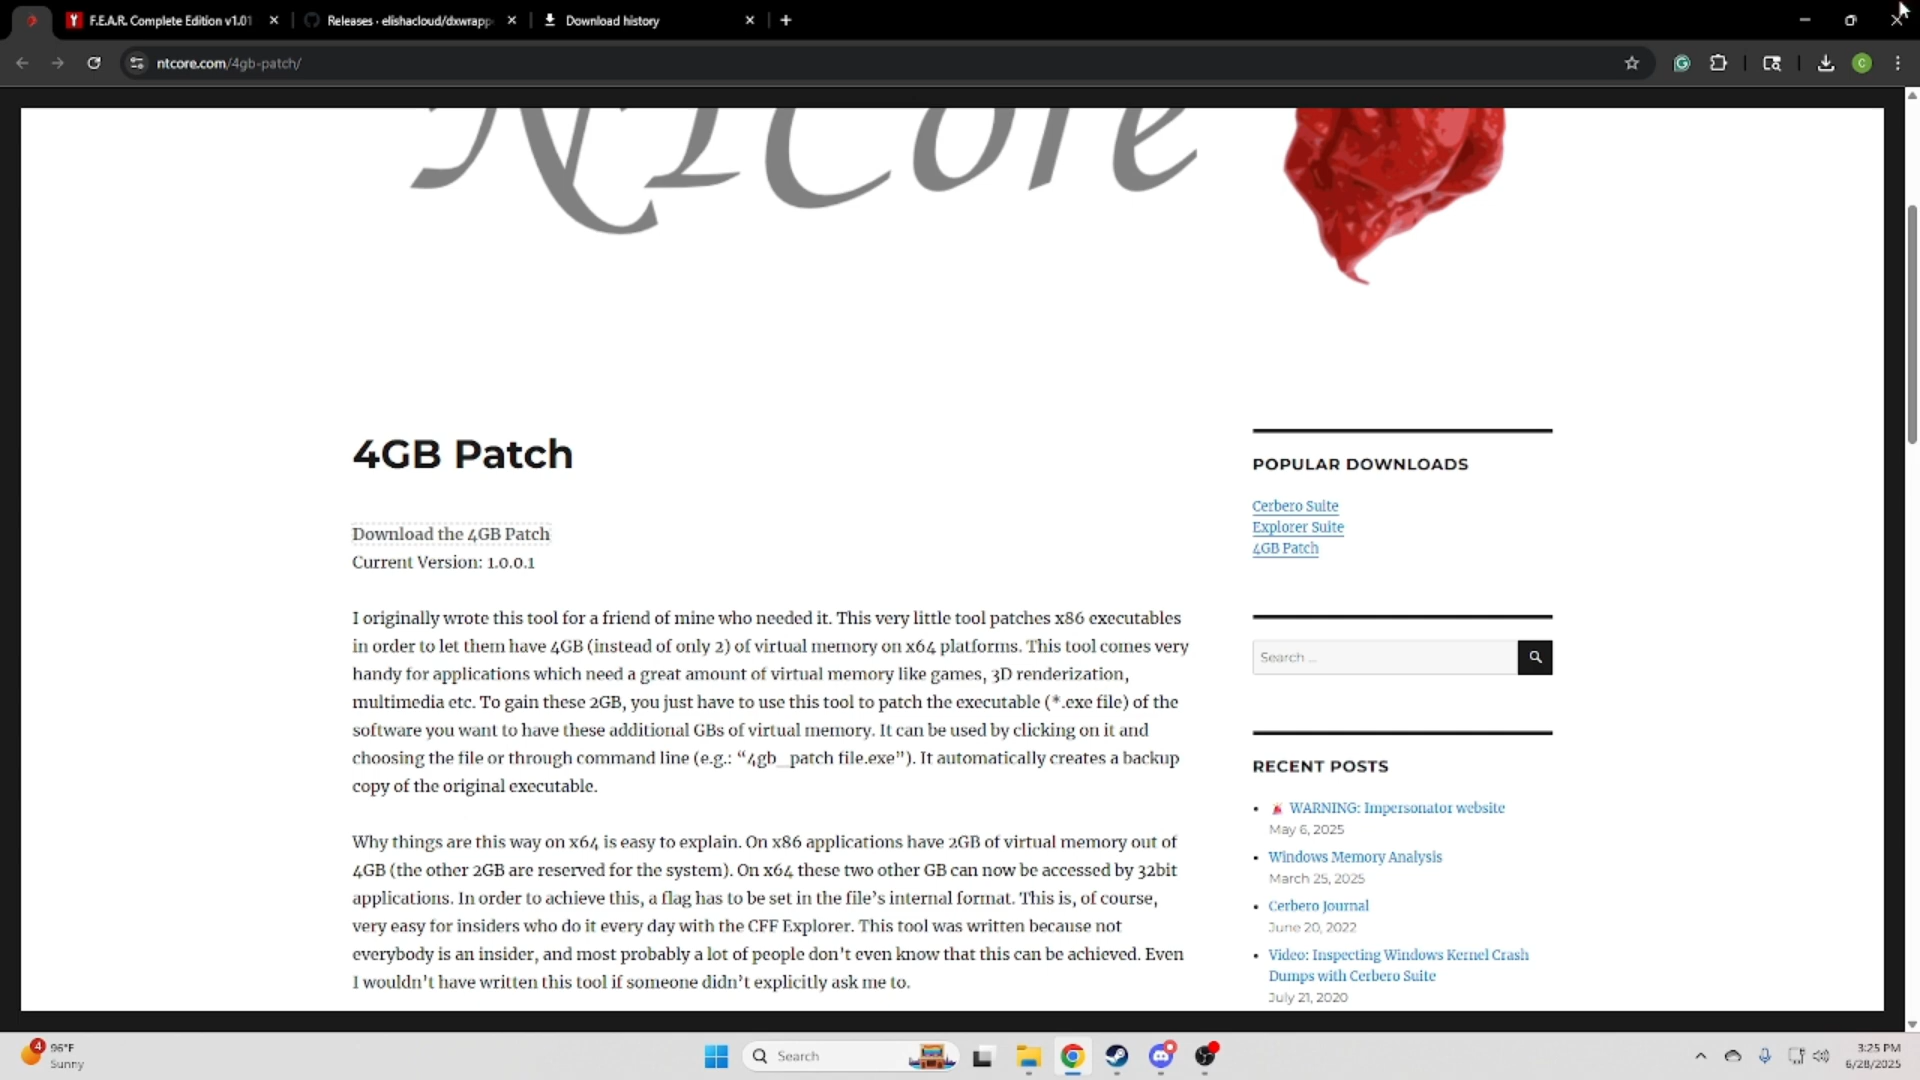 F.E.A.R. Complete Edition v1.01
Releases · elishacloud/dxwrapp
Download history
ntcore.com/4gb-patch/
NTCore
4GB Patch
Download the 4GB Patch
Current Version: 1.0.0.1
I originally wrote this tool for a friend of mine who needed it. This very little tool patches x86 executables
in order to let them have 4GB (instead of only 2) of virtual memory on x64 platforms. This tool comes very
handy for applications which need a great amount of virtual memory like games, 3D renderization,
multimedia etc. To gain these 2GB, you just have to use this tool to patch the executable (*.exe file) of the
software you want to have these additional GBs of virtual memory. It can be used by clicking on it and
choosing the file or through command line (e.g.: “4gb_patch file.exe”). It automatically creates a backup
copy of the original executable.
Why things are this way on x64 is easy to explain. On x86 applications have 2GB of virtual memory out of
4GB (the other 2GB are reserved for the system). On x64 these two other GB can now be accessed by 32bit
applications. In order to achieve this, a flag has to be set in the file’s internal format. This is, of course,
very easy for insiders who do it every day with the CFF Explorer. This tool was written because not
everybody is an insider, and most probably a lot of people don’t even know that this can be achieved. Even
I wouldn’t have written this tool if someone didn’t explicitly ask me to.
POPULAR DOWNLOADS
Cerbero Suite
Explorer Suite
4GB Patch
Search …
RECENT POSTS
WARNING: Impersonator website
May 6, 2025
Windows Memory Analysis
March 25, 2025
Cerbero Journal
June 20, 2022
Video: Inspecting Windows Kernel Crash
Dumps with Cerbero Suite
July 21, 2020
4
96°F
Sunny
Search
3:25 PM
6/28/2025
C